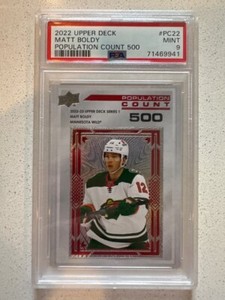 2022 UPPER DECK #PC22
MATT BOLDY MINT
POPULATION COUNT 500 9
PSA 71469941
POPULATION
COUNT
500
2022-23 UPPER DECK SERIES 1
MATT BOLDY
MINNESOTA WILD
12